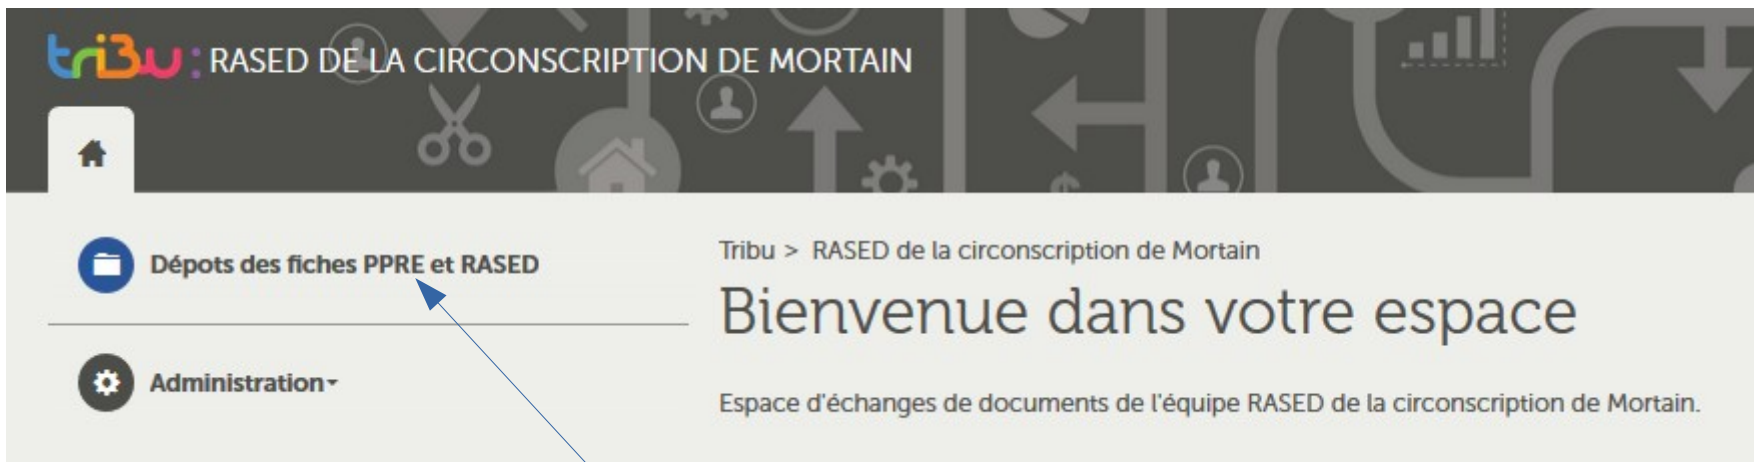 tri3u : RASED DE LA CIRCONSCRIPTION DE MORTAIN
Dépots des fiches PPRE et RASED
Administration
Tribu > RASED de la circonscription de Mortain
Bienvenue dans votre espace
Espace d'échanges de documents de l'équipe RASED de la circonscription de Mortain.